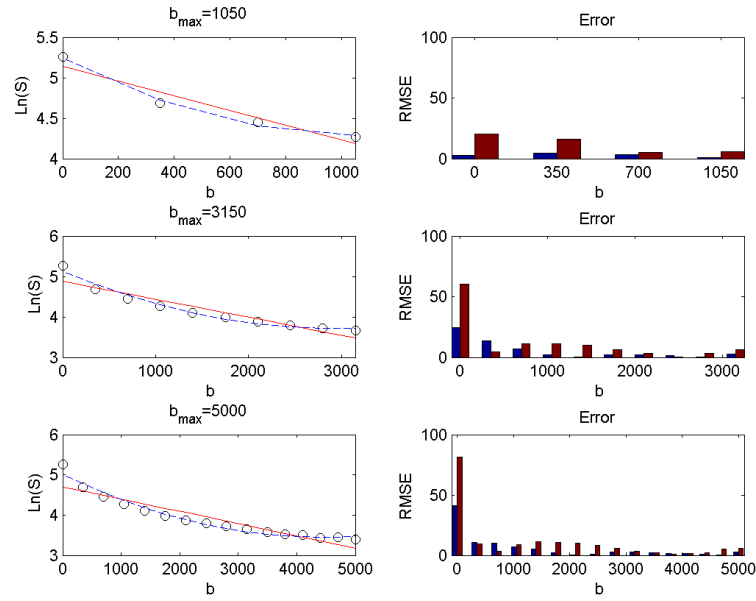 b_max=1050
5.5
5
4.5
4
Ln(S)
0 200 400 600 800 1000
b
Error
100
50
0
RMSE
0 350 700 1050
b
b_max=3150
6
5
4
3
Ln(S)
0 1000 2000 3000
b
Error
100
50
0
RMSE
0 1000 2000 3000
b
b_max=5000
6
5
4
3
Ln(S)
0 1000 2000 3000 4000 5000
b
Error
100
50
0
RMSE
0 1000 2000 3000 4000 5000
b